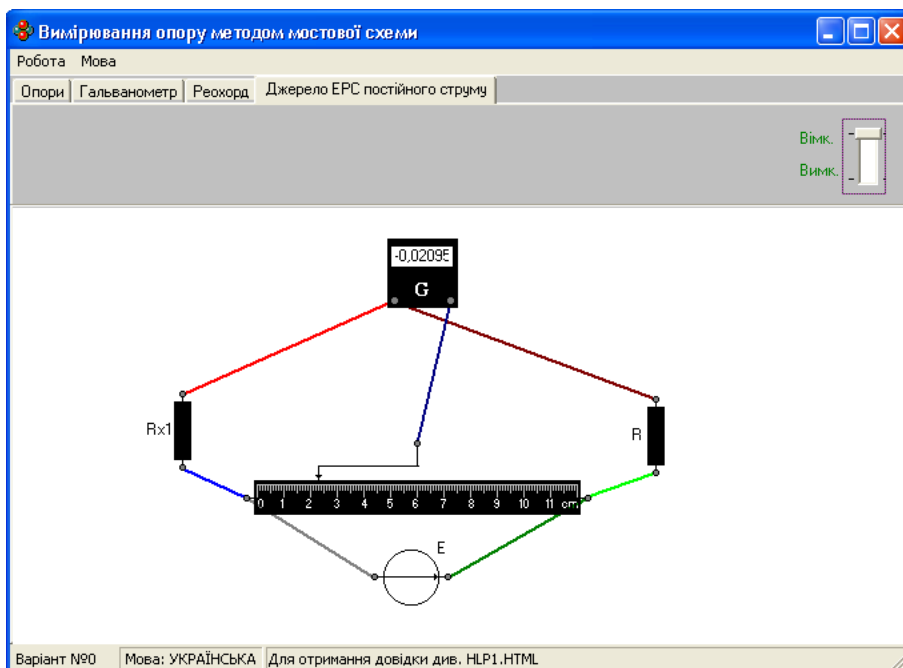 Вимірювання опору методом мостової схеми
Робота Мова
Опори Гальванометр Реохорд Джерело ЕРС постійного струму
Вімк.
Вимк.
-0,0209E
G
Rx1
R
0 1 2 3 4 5 6 7 8 9 10 11 cm
E
Варіант №0 Мова: УКРАЇНСЬКА Для отримання довідки див. HLP1.HTML